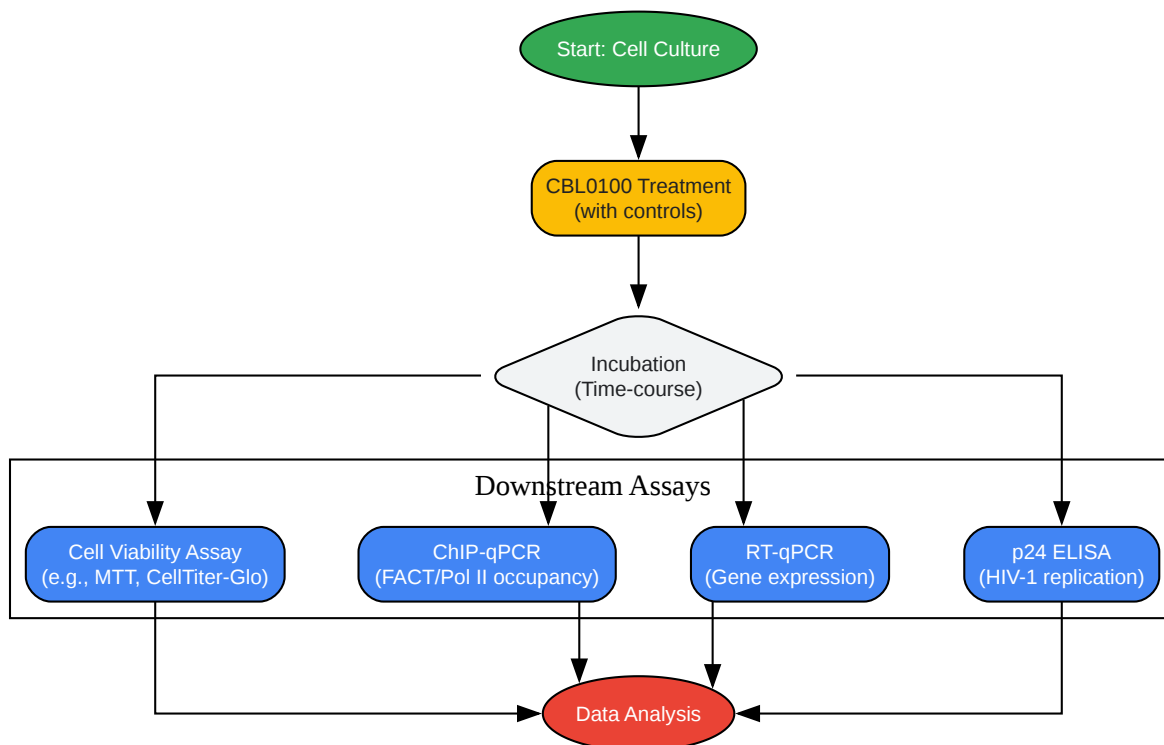 Start: Cell Culture
CBL0100 Treatment
(with controls)
Incubation
(Time-course)
Downstream Assays
Cell Viability Assay
(e.g., MTT, CellTiter-Glo)
ChIP-qPCR
(FACT/Pol II occupancy)
RT-qPCR
(Gene expression)
p24 ELISA
(HIV-1 replication)
Data Analysis